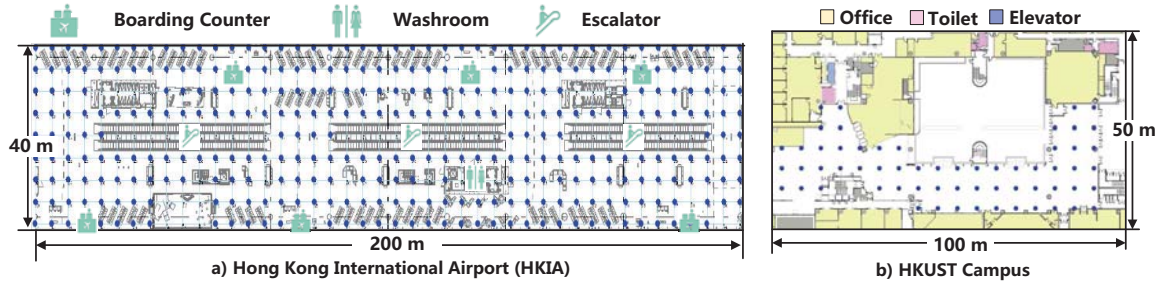 Boarding Counter Washroom Escalator
Office Toilet Elevator
40 m
50 m
200 m
100 m
a) Hong Kong International Airport (HKIA)
b) HKUST Campus